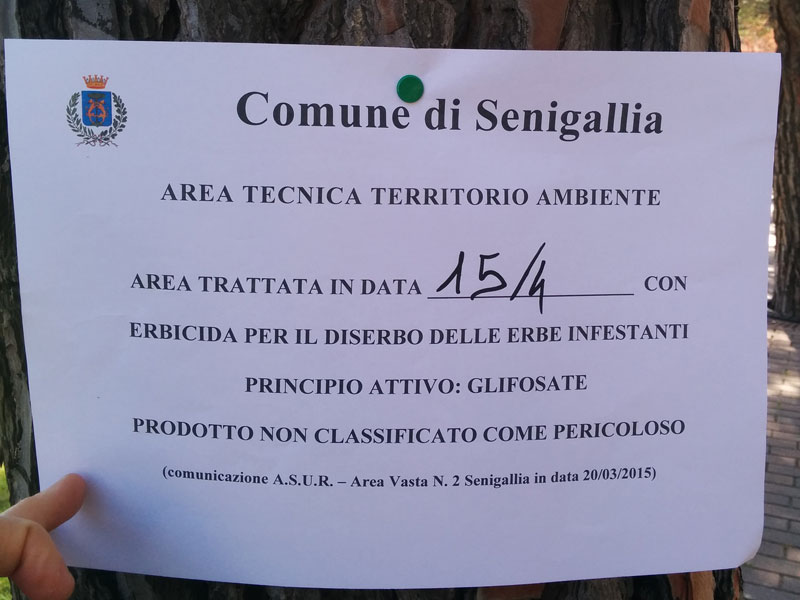 Comune di Senigallia
AREA TECNICA TERRITORIO AMBIENTE
AREA TRATTATA IN DATA 15/4 CON
ERBICIDA PER IL DISERBO DELLE ERBE INFESTANTI
PRINCIPIO ATTIVO: GLIFOSATE
PRODOTTO NON CLASSIFICATO COME PERICOLOSO
(comunicazione A.S.U.R. – Area Vasta N. 2 Senigallia in data 20/03/2015)